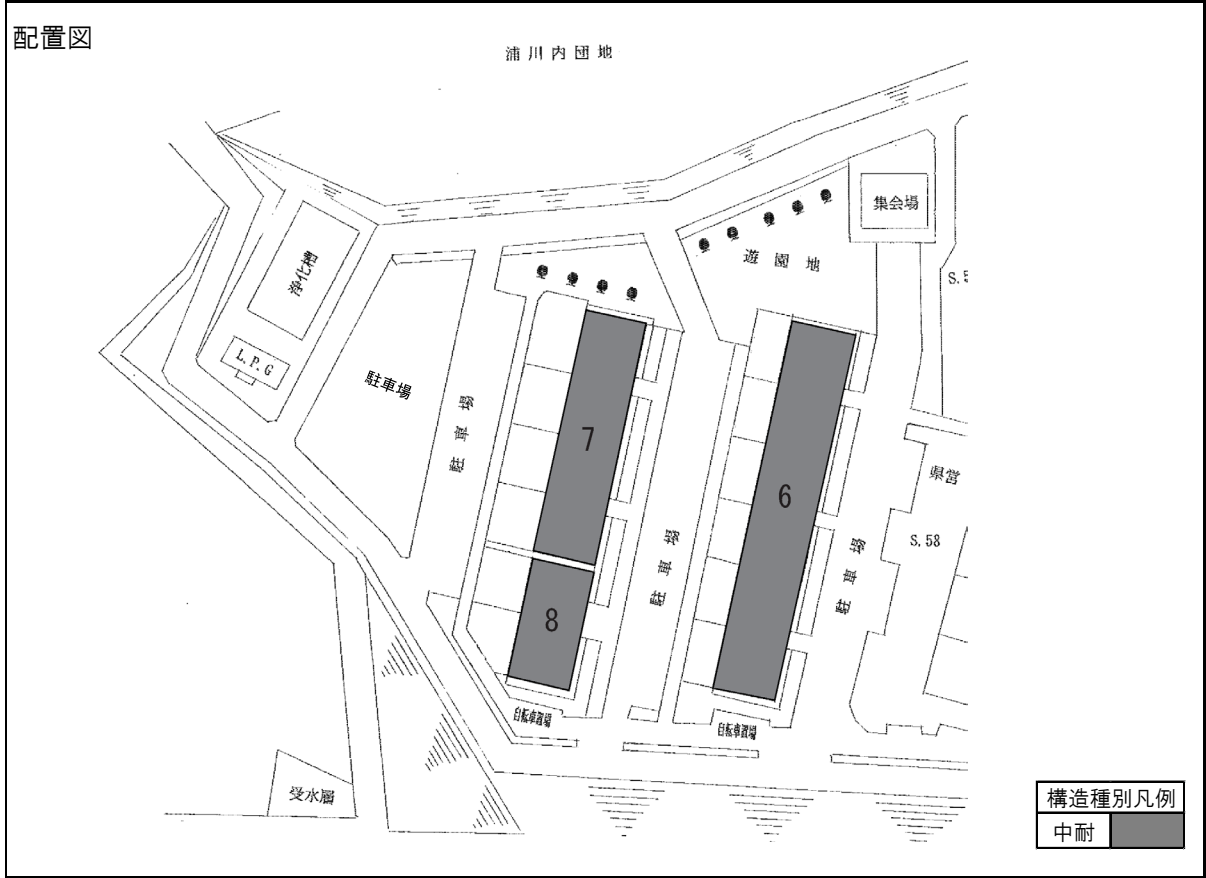 配置図
浦川内団地
集会場
遊園地
S.5
浄化槽
L.P.G
駐車場
駐車場
7
6
県営
S.58
駐車場
駐車場
8
自転車置場
自転車置場
受水層
構造種別凡例
中耐